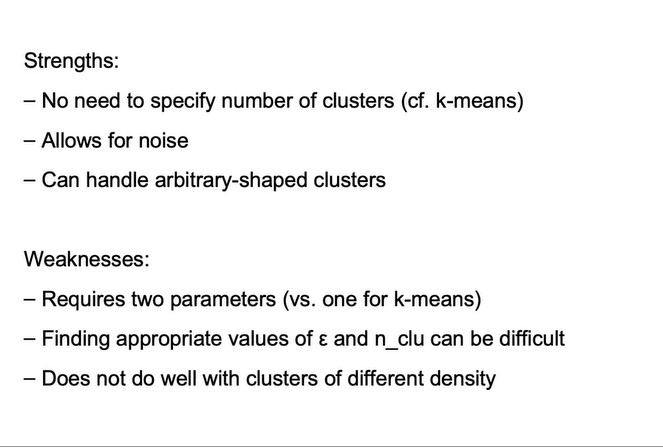 Strengths:
– No need to specify number of clusters (cf. k-means)
– Allows for noise
– Can handle arbitrary-shaped clusters
Weaknesses:
– Requires two parameters (vs. one for k-means)
– Finding appropriate values of ε and n_clu can be difficult
– Does not do well with clusters of different density